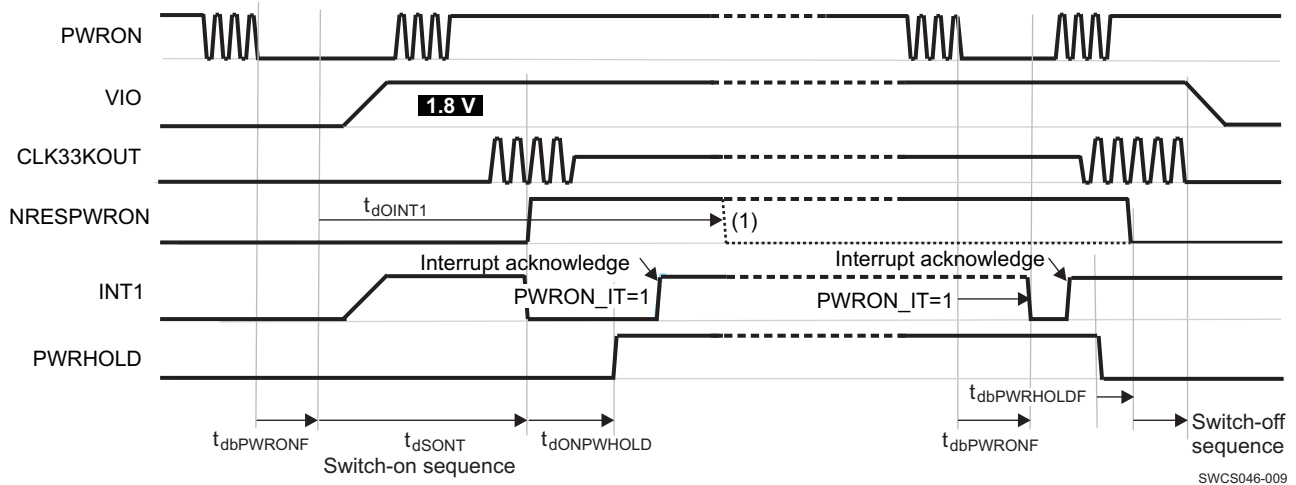 PWRON
VIO
1.8 V
CLK33KOUT
NRESPWRON
tdOINT1
(1)
Interrupt acknowledge
Interrupt acknowledge
INT1
PWRON_IT=1
PWRON_IT=1
PWRHOLD
tdbPWRHOLDF
tdbPWRONF
tdSONT
tdONPWHOLD
tdbPWRONF
Switch-off
sequence
Switch-on sequence
SWCS046-009